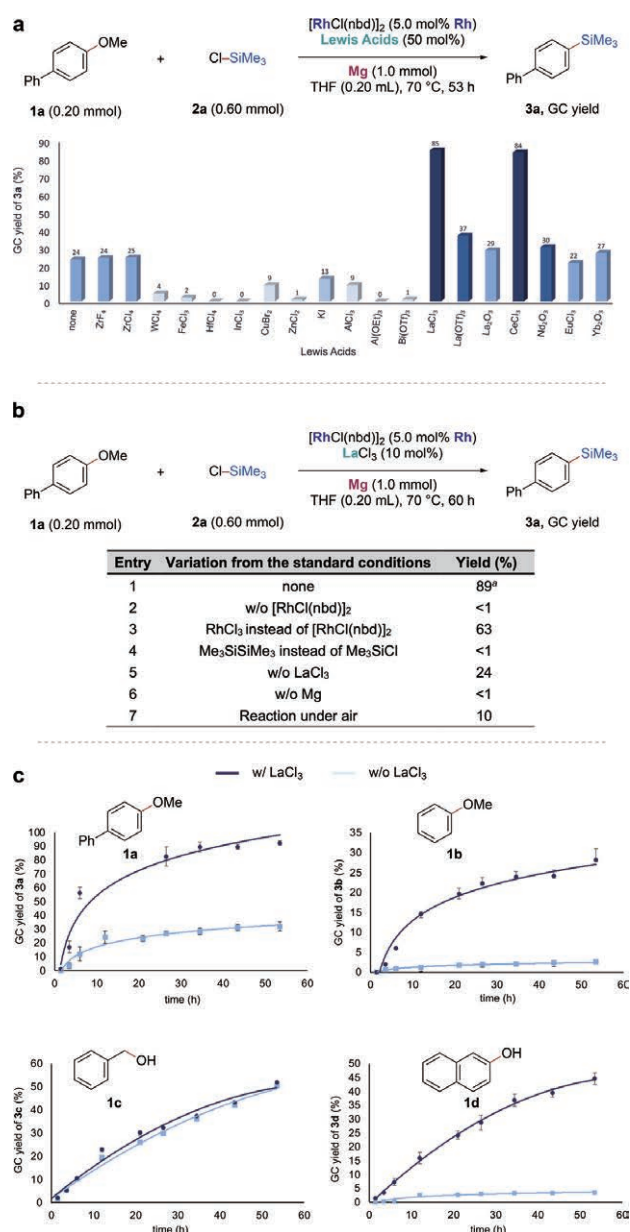 a
[RhCl(nbd)]2 (5.0 mol% Rh)
Lewis Acids (50 mol%)
OMe
Ph
+
Cl–SiMe3
Mg (1.0 mmol)
THF (0.20 mL), 70 °C, 53 h
SiMe3
Ph
1a (0.20 mmol)
2a (0.60 mmol)
3a, GC yield
GC yield of 3a (%)
90
80
70
60
50
40
30
20
10
0
24 24 25 4 2 0 0 9 1 13 9 0 1 85 37 29 84 30 22 27
none ZrF4 ZrCl4 WCl4 FeCl3 HfCl4 InCl3 CuBr2 ZnCl2 KI AlCl3 Al(OEt)3 Bi(OTf)3 LaCl3 La(OTf)3 La2O3 CeCl3 Nd2O3 EuCl3 Yb2O3
Lewis Acids
b
[RhCl(nbd)]2 (5.0 mol% Rh)
LaCl3 (10 mol%)
OMe
Ph
+
Cl–SiMe3
Mg (1.0 mmol)
THF (0.20 mL), 70 °C, 60 h
SiMe3
Ph
1a (0.20 mmol)
2a (0.60 mmol)
3a, GC yield
Entry Variation from the standard conditions Yield (%)
1 none 89a
2 w/o [RhCl(nbd)]2 <1
3 RhCl3 instead of [RhCl(nbd)]2 63
4 Me3SiSiMe3 instead of Me3SiCl <1
5 w/o LaCl3 24
6 w/o Mg <1
7 Reaction under air 10
c
w/ LaCl3 w/o LaCl3
OMe
Ph
1a
GC yield of 3a (%)
100
90
80
70
60
50
40
30
20
10
0
0 10 20 30 40 50 60
time (h)
OMe
1b
GC yield of 3b (%)
35
30
25
20
15
10
5
0
0 10 20 30 40 50 60
time (h)
OH
1c
GC yield of 3c (%)
60
50
40
30
20
10
0
0 10 20 30 40 50 60
time (h)
OH
1d
GC yield of 3d (%)
50
45
40
35
30
25
20
15
10
5
0
0 10 20 30 40 50 60
time (h)